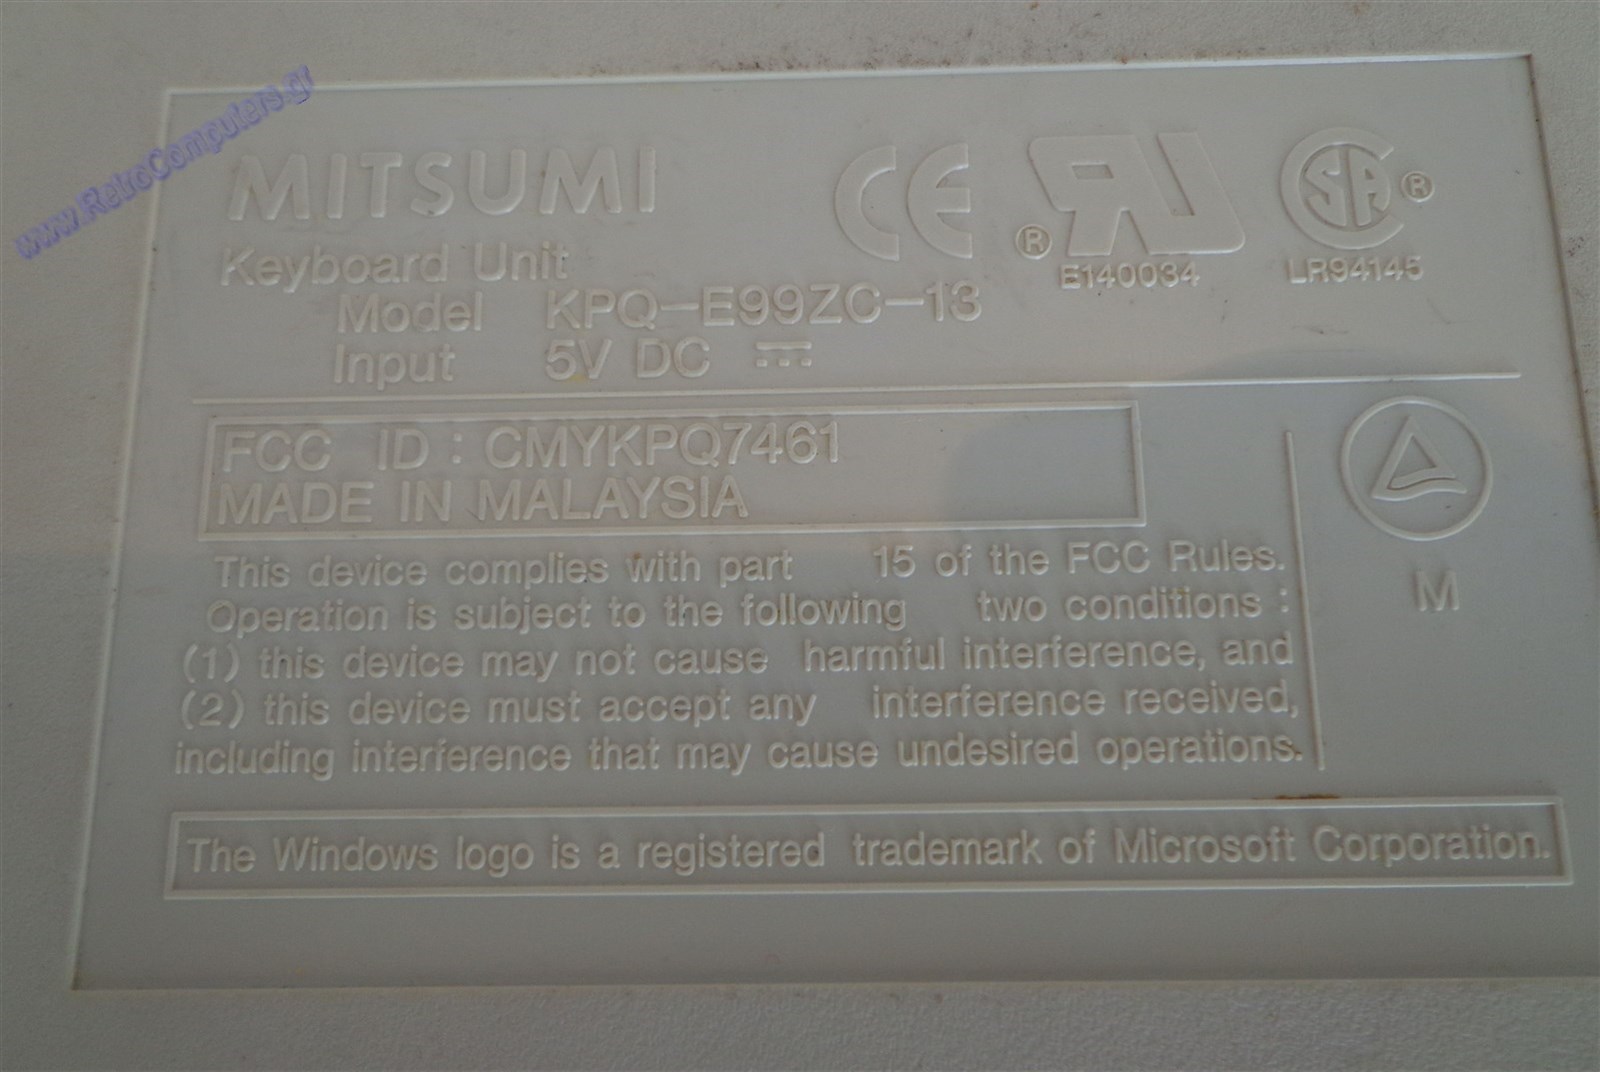 www.RetroComputers.gr
MITSUMI
CE
RU
®
SA
®
E140034
LR94145
Keyboard Unit
Model KPQ-E99ZC-13
Input 5V DC
FCC ID : CMYKPQ7461
MADE IN MALAYSIA
This device complies with part 15 of the FCC Rules.
Operation is subject to the following two conditions :
(1) this device may not cause harmful interference, and
(2) this device must accept any interference received,
including interference that may cause undesired operations.
M
The Windows logo is a registered trademark of Microsoft Corporation.